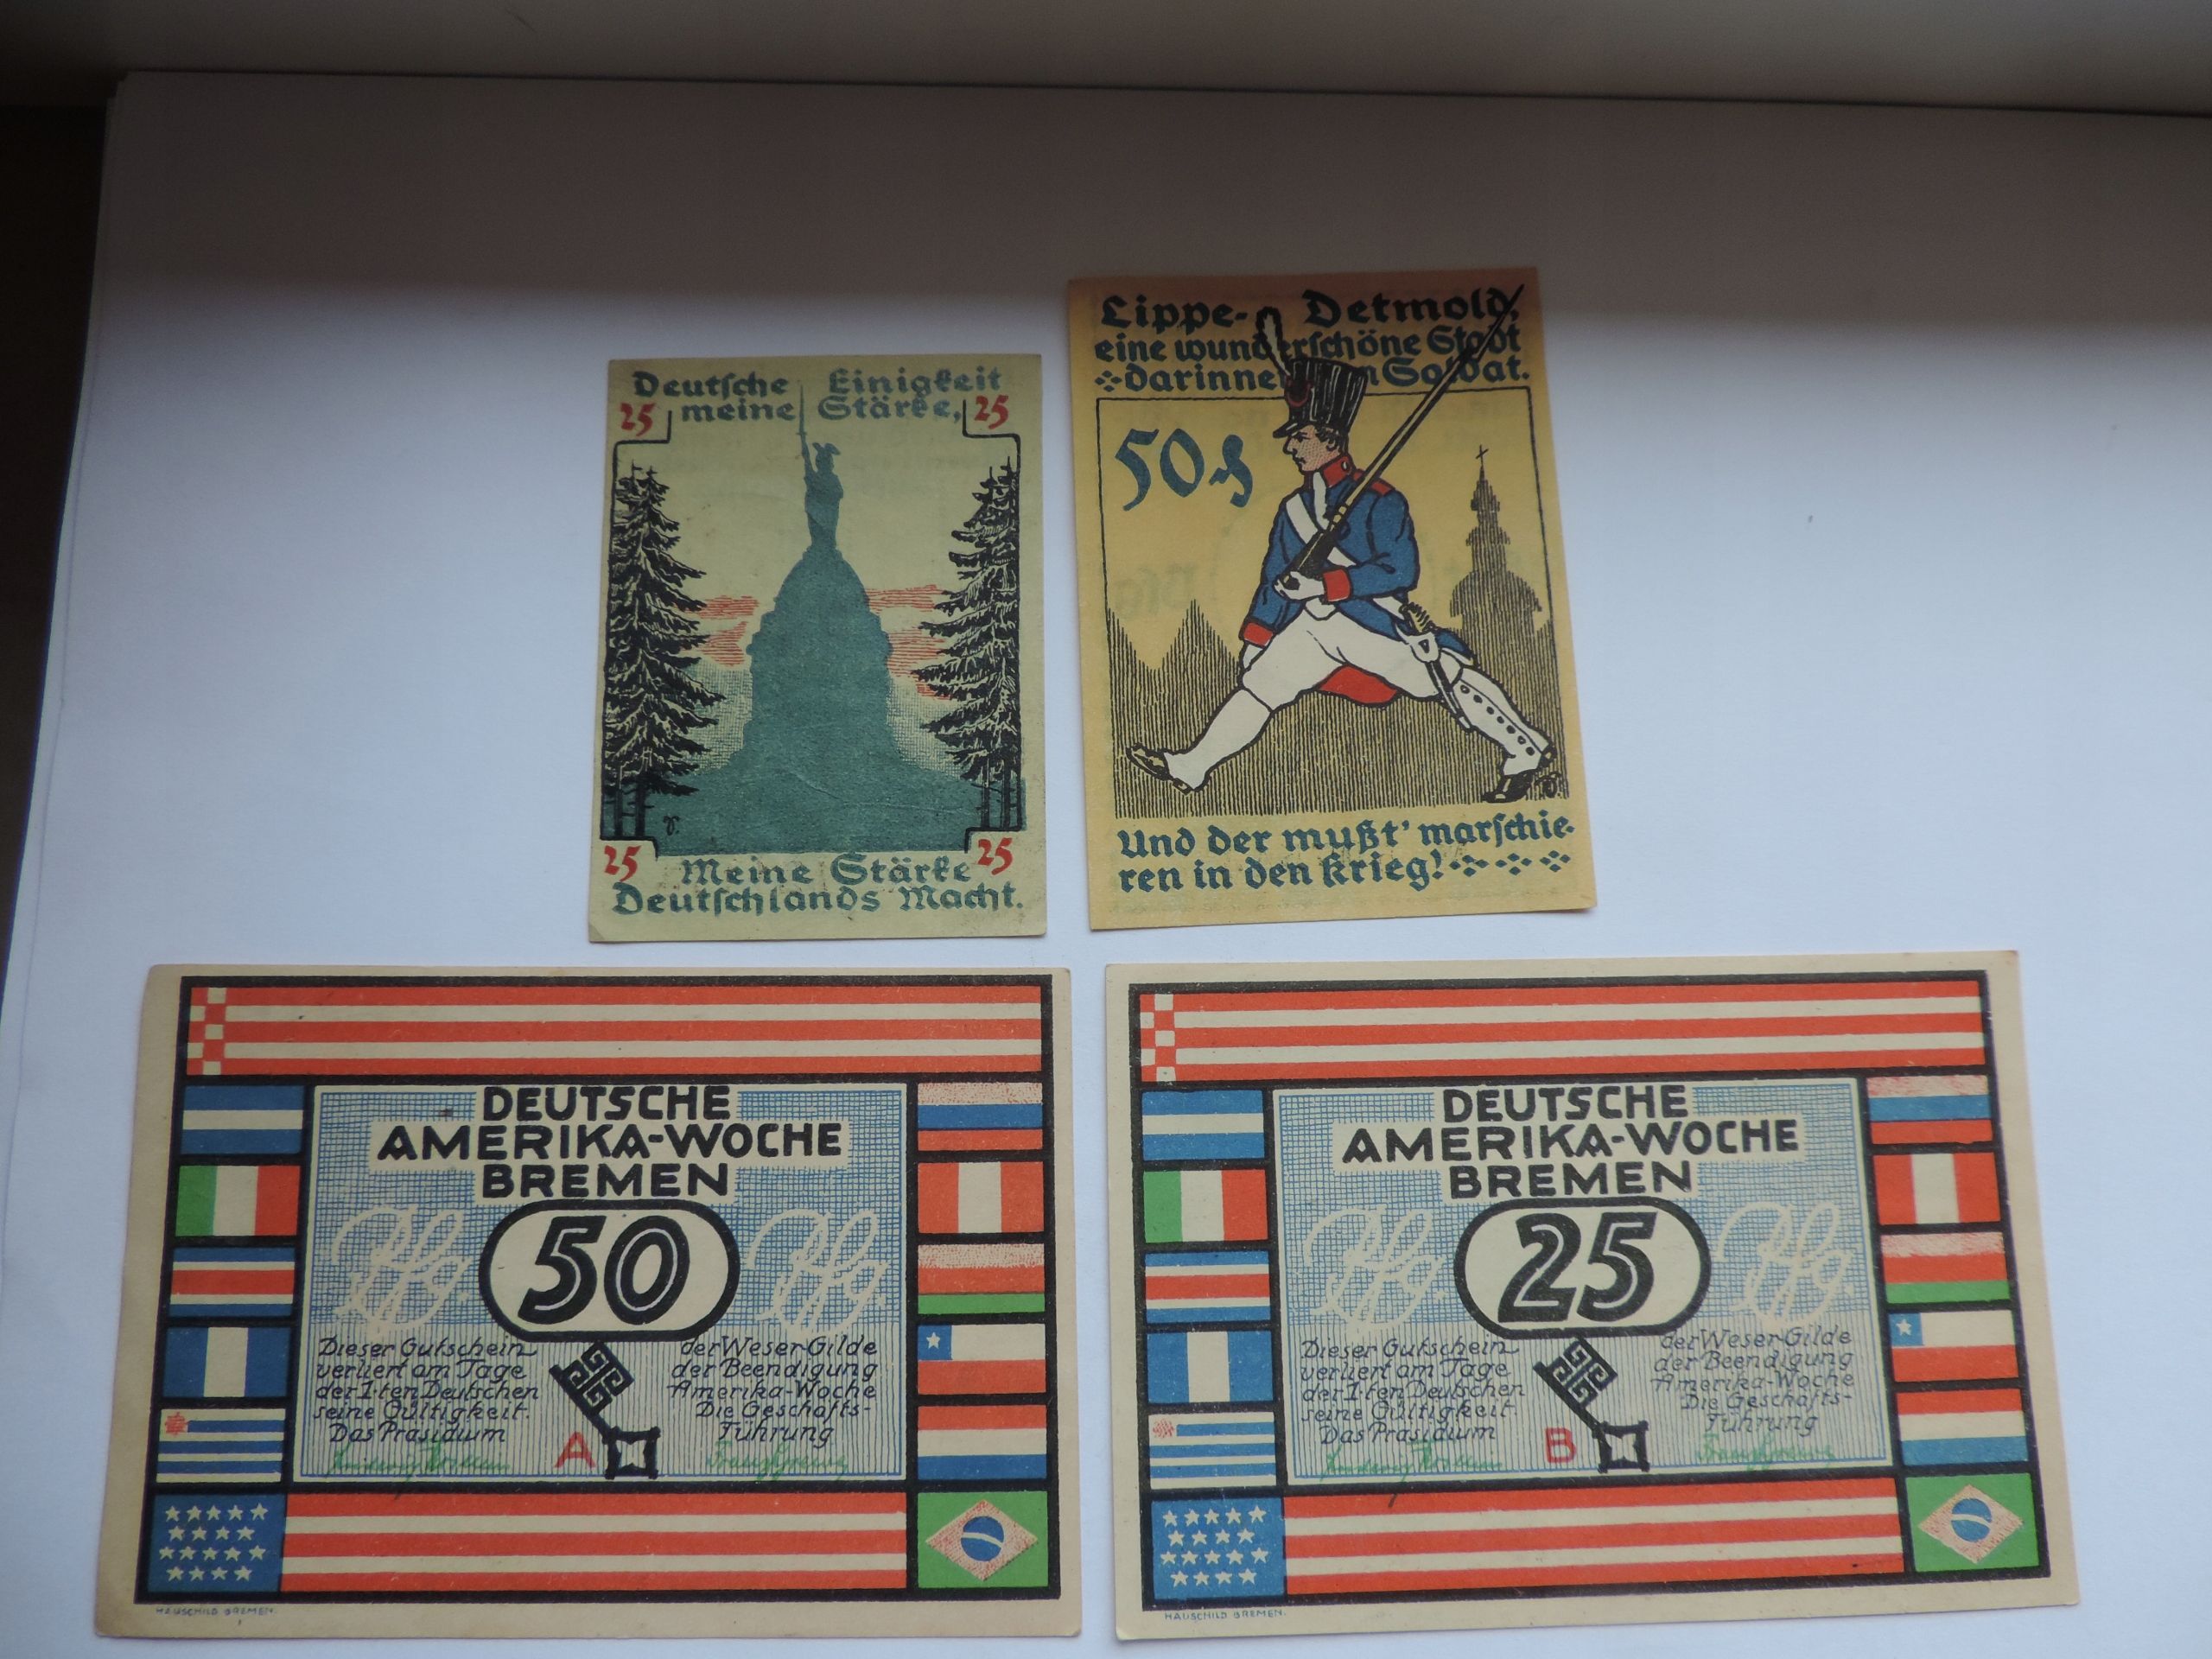 Deutsche Einigkeit
25 meine Stärke, 25
25 Meine Stärke 25
Deutschlands Macht.
Lippe- Detmold,
eine wunderschöne Stadt
darinnen ein Soldat.
50
Und der mußt' marschie-
ren in den Krieg!
DEUTSCHE
AMERIKA-WOCHE
BREMEN
Pfg. 50 Pfg.
Dieser Gutschein der Weser-Gilde
verliert am Tage der Beendigung
der 1.ten Deutschen Amerika-Woche
seine Gültigkeit. Die Geschäfts-
Das Präsidium A Führung
HAUSCHILD BREMEN.
DEUTSCHE
AMERIKA-WOCHE
BREMEN
Pfg. 25 Pfg.
Dieser Gutschein der Weser-Gilde
verliert am Tage der Beendigung
der 1.ten Deutschen Amerika-Woche
seine Gültigkeit. Die Geschäfts-
Das Präsidium B Führung
HAUSCHILD BREMEN.